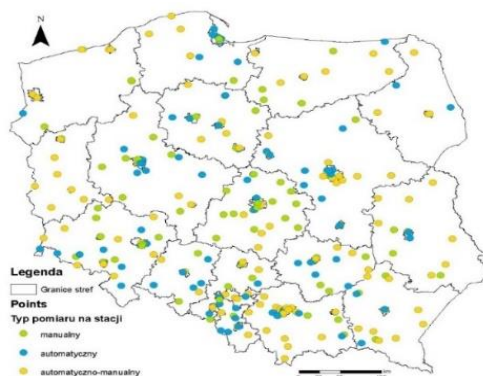 N
Legenda
Granice stref
Points
Typ pomiaru na stacji
manualny
automatyczny
automatyczno-manualny